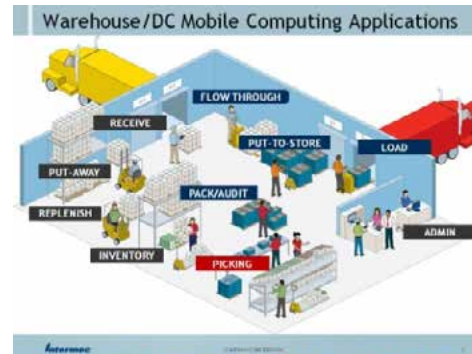 Warehouse/DC Mobile Computing Applications
FLOW THROUGH
RECEIVE
PUT-TO-STORE
LOAD
PUT-AWAY
PACK/AUDIT
REPLENISH
ADMIN
INVENTORY
PICKING
Intermec